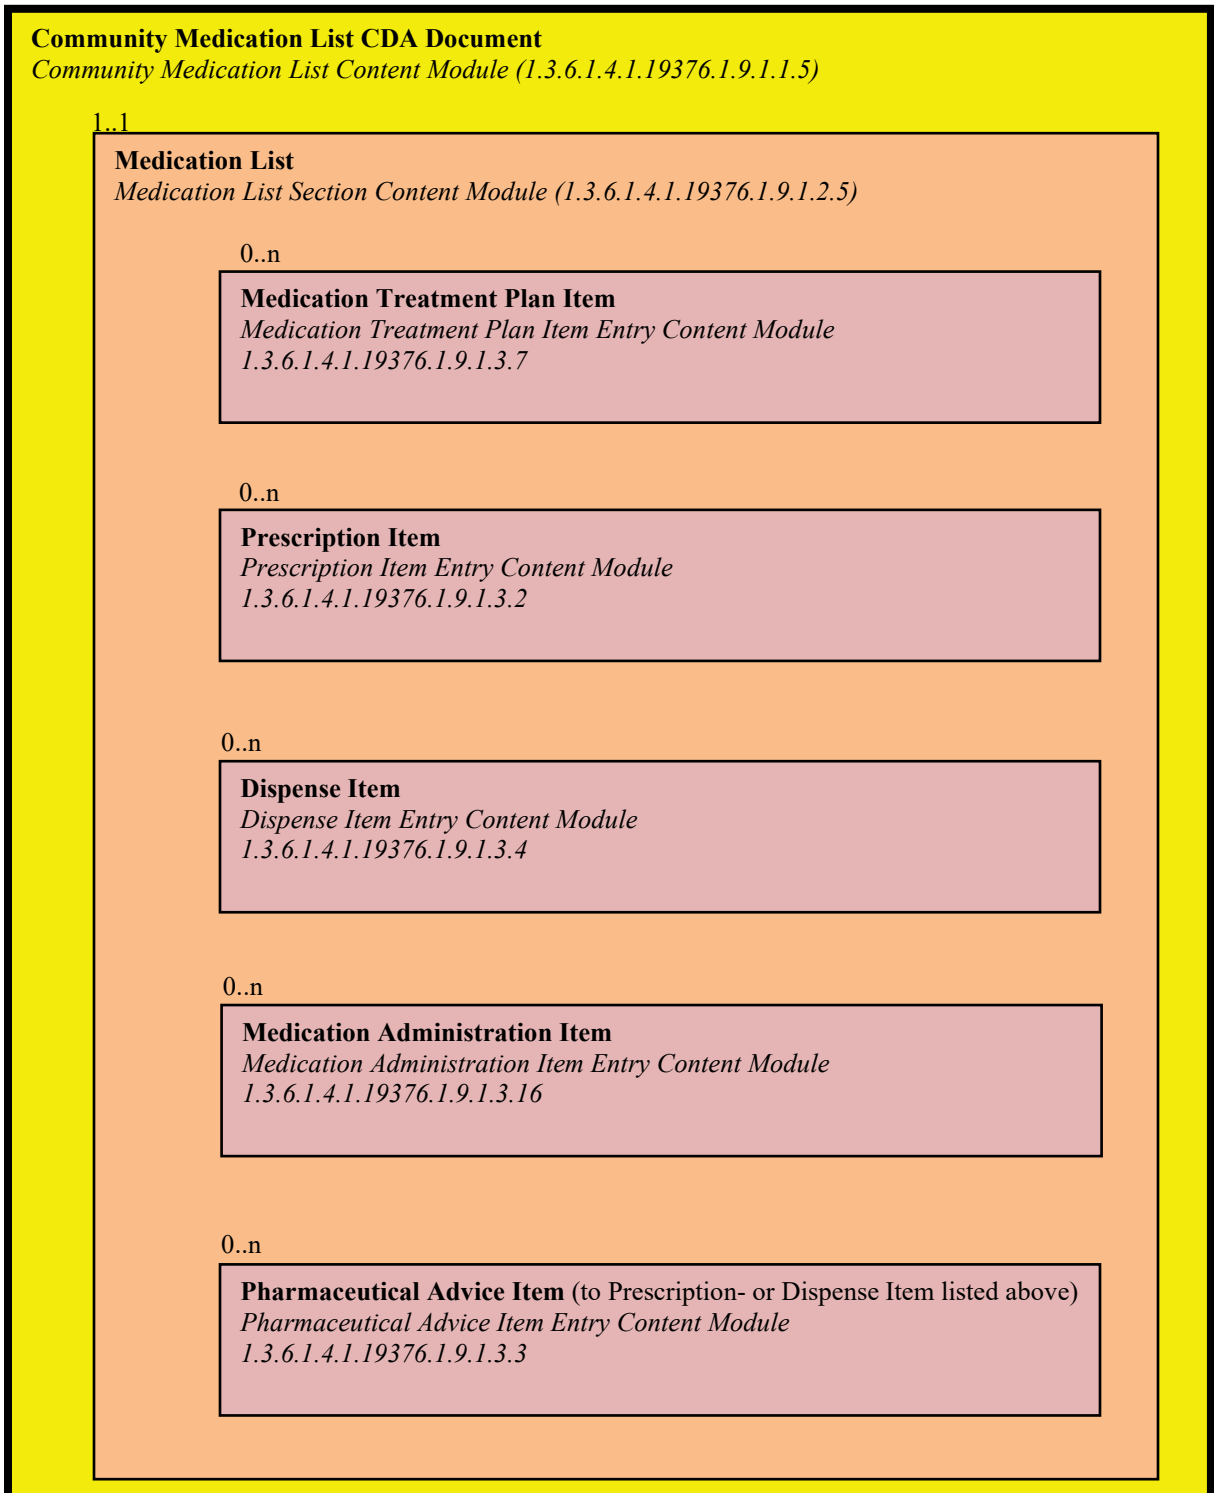 Community Medication List CDA Document
Community Medication List Content Module (1.3.6.1.4.1.19376.1.9.1.1.5)
1..1
Medication List
Medication List Section Content Module (1.3.6.1.4.1.19376.1.9.1.2.5)
0..n
Medication Treatment Plan Item
Medication Treatment Plan Item Entry Content Module
1.3.6.1.4.1.19376.1.9.1.3.7
0..n
Prescription Item
Prescription Item Entry Content Module
1.3.6.1.4.1.19376.1.9.1.3.2
0..n
Dispense Item
Dispense Item Entry Content Module
1.3.6.1.4.1.19376.1.9.1.3.4
0..n
Medication Administration Item
Medication Administration Item Entry Content Module
1.3.6.1.4.1.19376.1.9.1.3.16
0..n
Pharmaceutical Advice Item (to Prescription- or Dispense Item listed above)
Pharmaceutical Advice Item Entry Content Module
1.3.6.1.4.1.19376.1.9.1.3.3